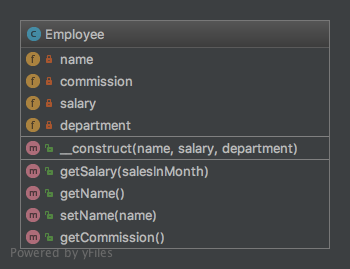 C Employee
f name
f commission
f salary
f department
m __construct(name, salary, department)
m getSalary(salesInMonth)
m getName()
m setName(name)
m getCommission()
Powered by yFiles